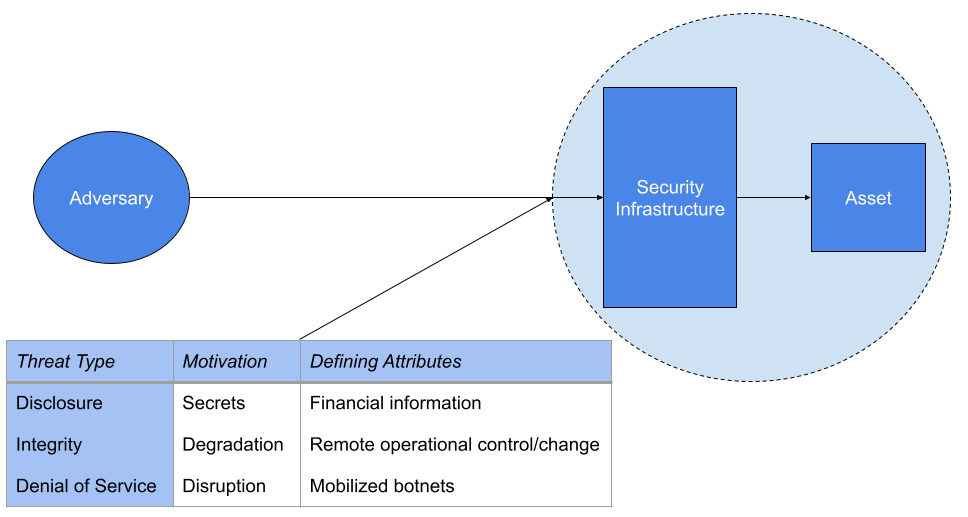 Adversary
Security
Infrastructure
Asset
Threat Type Motivation Defining Attributes
Disclosure Secrets Financial information
Integrity Degradation Remote operational control/change
Denial of Service Disruption Mobilized botnets